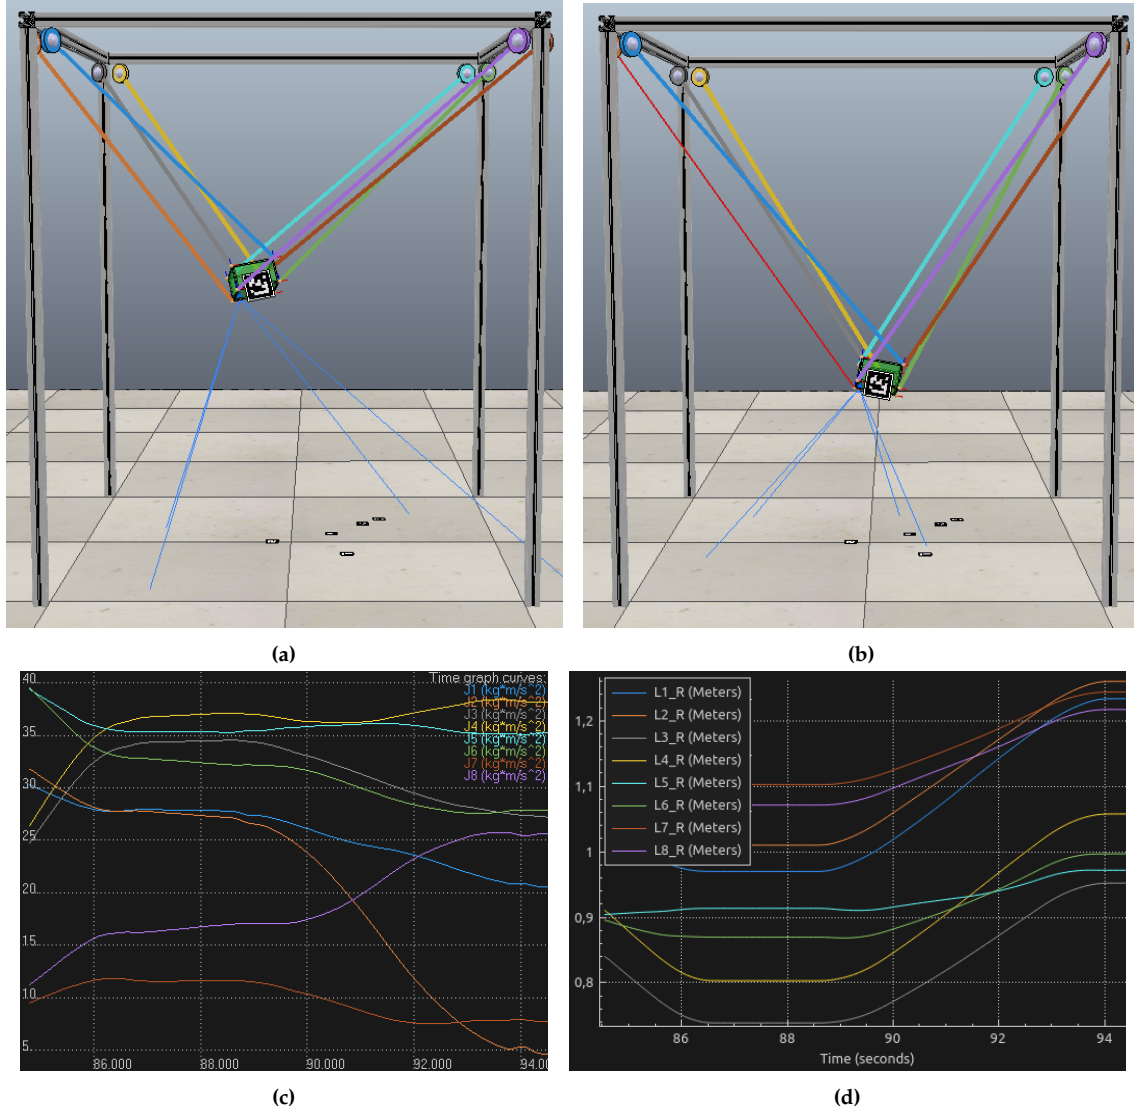 (a)
(b)
Time graph curves:
J1 (kg*m/s^2)
J2 (kg*m/s^2)
J3 (kg*m/s^2)
J4 (kg*m/s^2)
J5 (kg*m/s^2)
J6 (kg*m/s^2)
J7 (kg*m/s^2)
J8 (kg*m/s^2)
40
35
30
25
20
15
10
5
86.000 88.000 90.000 92.000 94.000
(c)
L1_R (Meters)
L2_R (Meters)
L3_R (Meters)
L4_R (Meters)
L5_R (Meters)
L6_R (Meters)
L7_R (Meters)
L8_R (Meters)
1,2
1,1
1
0,9
0,8
86 88 90 92 94
Time (seconds)
(d)